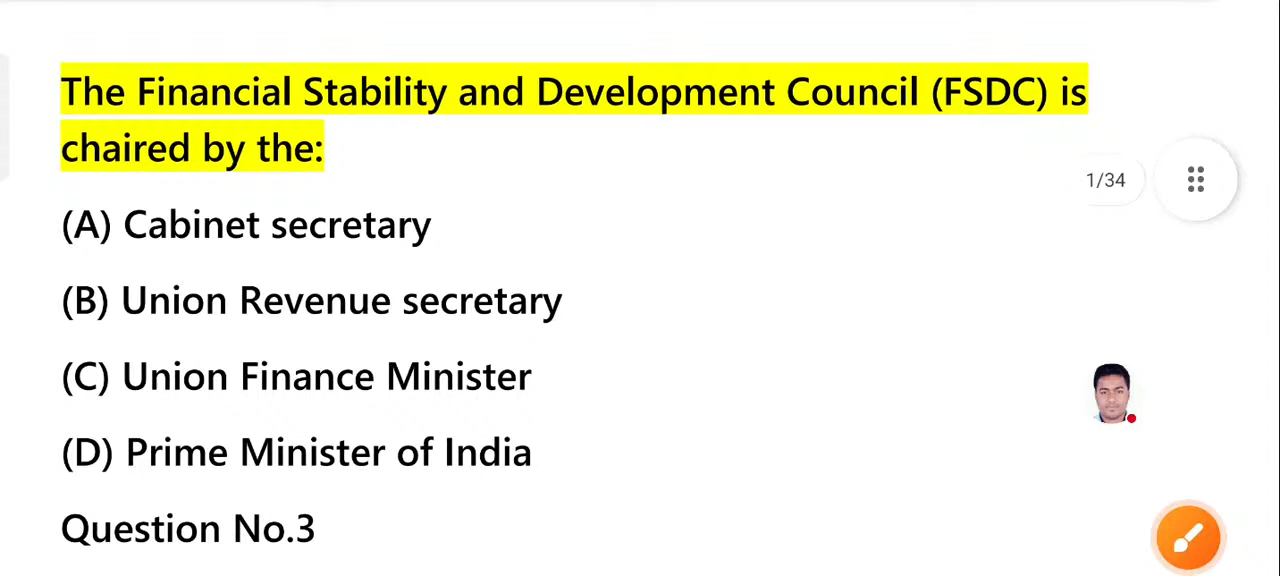 The Financial Stability and Development Council (FSDC) is
chaired by the:
1/34
(A) Cabinet secretary
(B) Union Revenue secretary
(C) Union Finance Minister
(D) Prime Minister of India
Question No.3